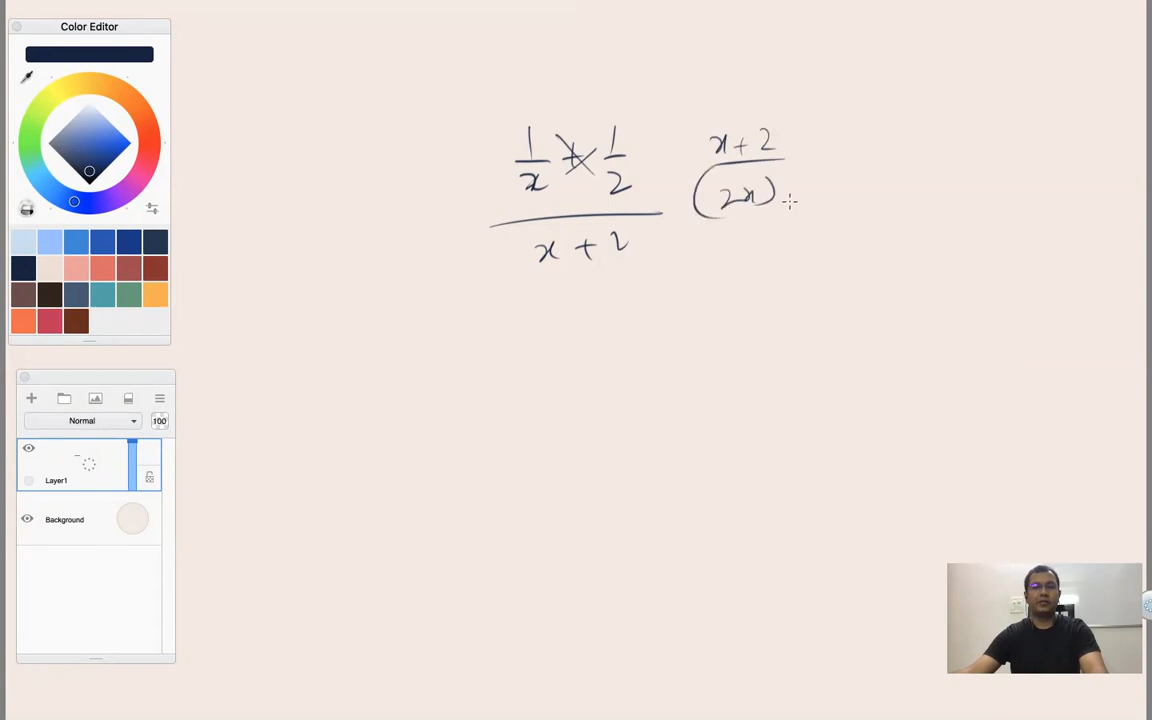 Color Editor
1/x + 1/2
x + 2
x + 2
(2x)
Normal
100
Layer1
Background